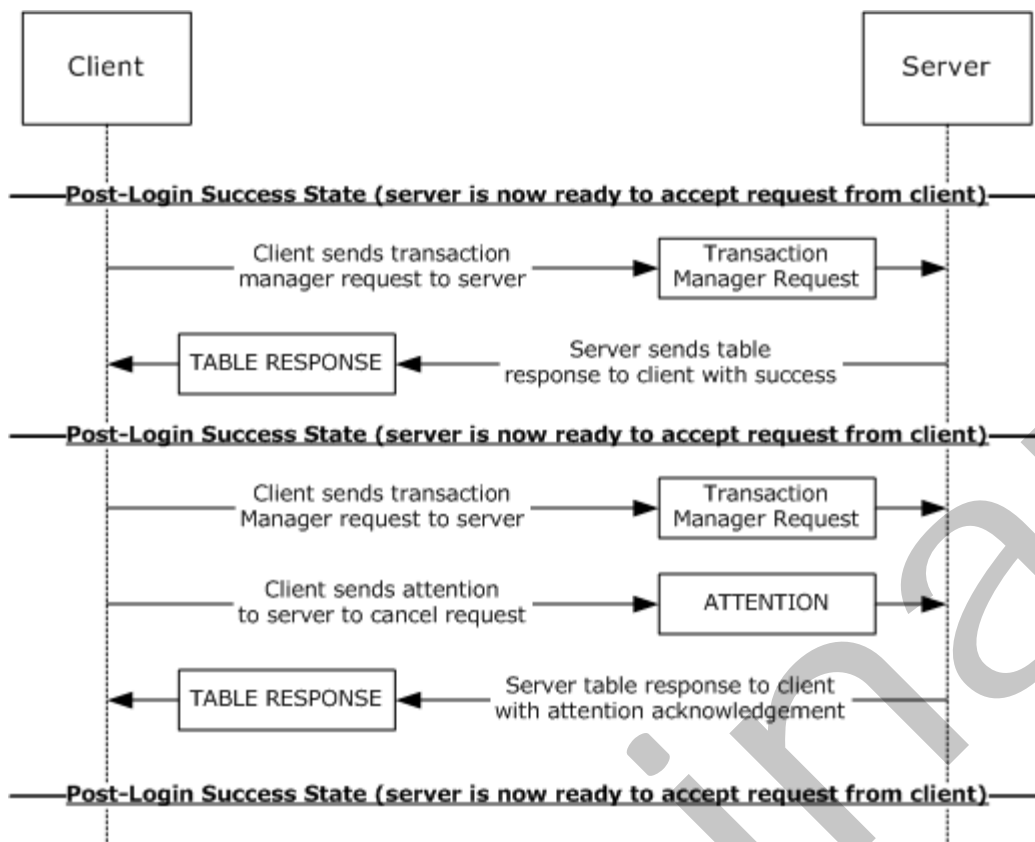 Client
Server
Post-Login Success State (server is now ready to accept request from client)
Client sends transaction
manager request to server
Transaction
Manager Request
TABLE RESPONSE
Server sends table
response to client with success
Post-Login Success State (server is now ready to accept request from client)
Client sends transaction
Manager request to server
Transaction
Manager Request
Client sends attention
to server to cancel request
ATTENTION
TABLE RESPONSE
Server table response to client
with attention acknowledgement
Post-Login Success State (server is now ready to accept request from client)
ina